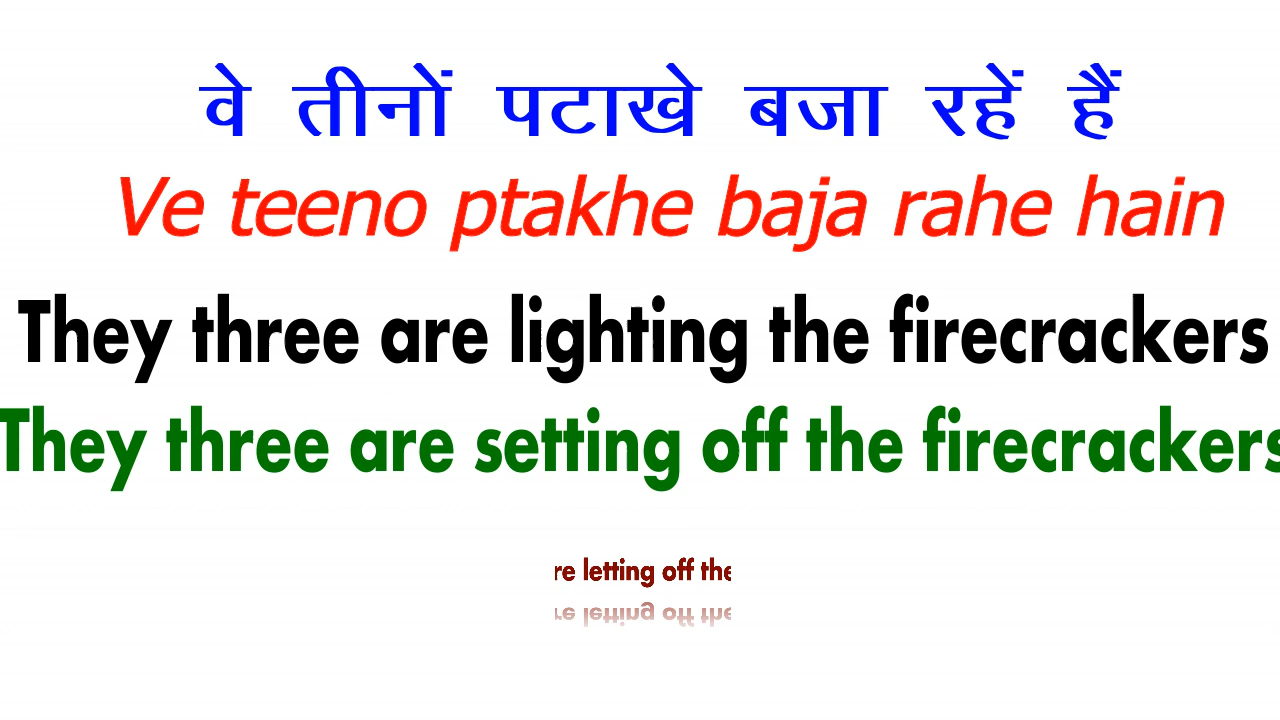 वे तीनों पटाखे बजा रहें हैं
Ve teeno ptakhe baja rahe hain
They three are lighting the firecrackers
They three are setting off the firecrackers
re letting off the